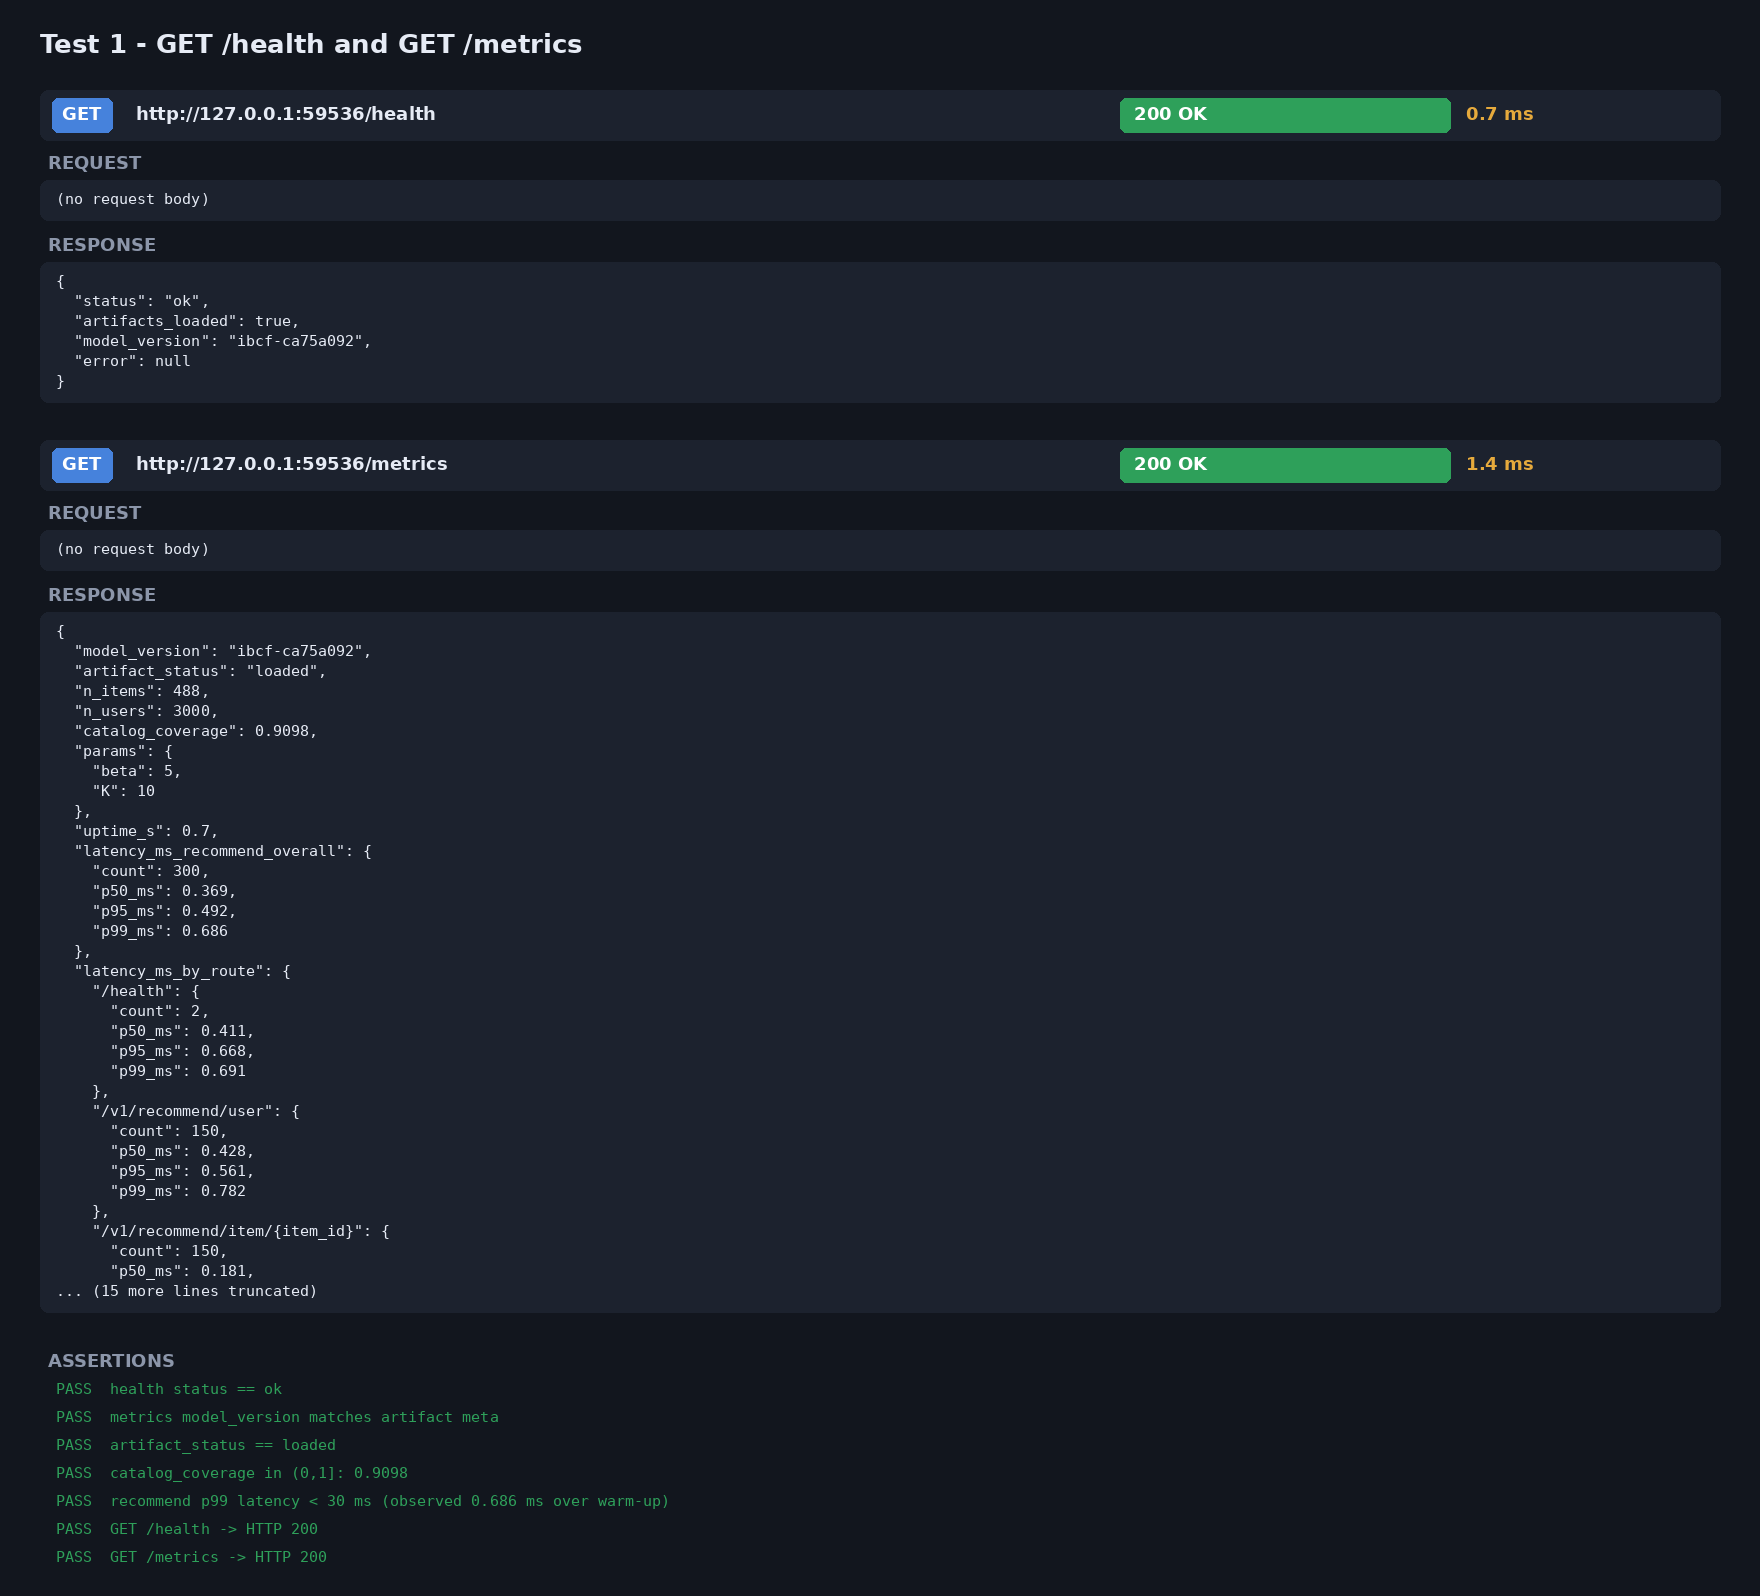 Test 1 - GET /health and GET /metrics
GET http://127.0.0.1:59536/health 200 OK 0.7 ms
REQUEST
(no request body)
RESPONSE
{
  "status": "ok",
  "artifacts_loaded": true,
  "model_version": "ibcf-ca75a092",
  "error": null
}
GET http://127.0.0.1:59536/metrics 200 OK 1.4 ms
REQUEST
(no request body)
RESPONSE
{
  "model_version": "ibcf-ca75a092",
  "artifact_status": "loaded",
  "n_items": 488,
  "n_users": 3000,
  "catalog_coverage": 0.9098,
  "params": {
    "beta": 5,
    "K": 10
  },
  "uptime_s": 0.7,
  "latency_ms_recommend_overall": {
    "count": 300,
    "p50_ms": 0.369,
    "p95_ms": 0.492,
    "p99_ms": 0.686
  },
  "latency_ms_by_route": {
    "/health": {
      "count": 2,
      "p50_ms": 0.411,
      "p95_ms": 0.668,
      "p99_ms": 0.691
    },
    "/v1/recommend/user": {
      "count": 150,
      "p50_ms": 0.428,
      "p95_ms": 0.561,
      "p99_ms": 0.782
    },
    "/v1/recommend/item/{item_id}": {
      "count": 150,
      "p50_ms": 0.181,
... (15 more lines truncated)
ASSERTIONS
PASS  health status == ok
PASS  metrics model_version matches artifact meta
PASS  artifact_status == loaded
PASS  catalog_coverage in (0,1]: 0.9098
PASS  recommend p99 latency < 30 ms (observed 0.686 ms over warm-up)
PASS  GET /health -> HTTP 200
PASS  GET /metrics -> HTTP 200